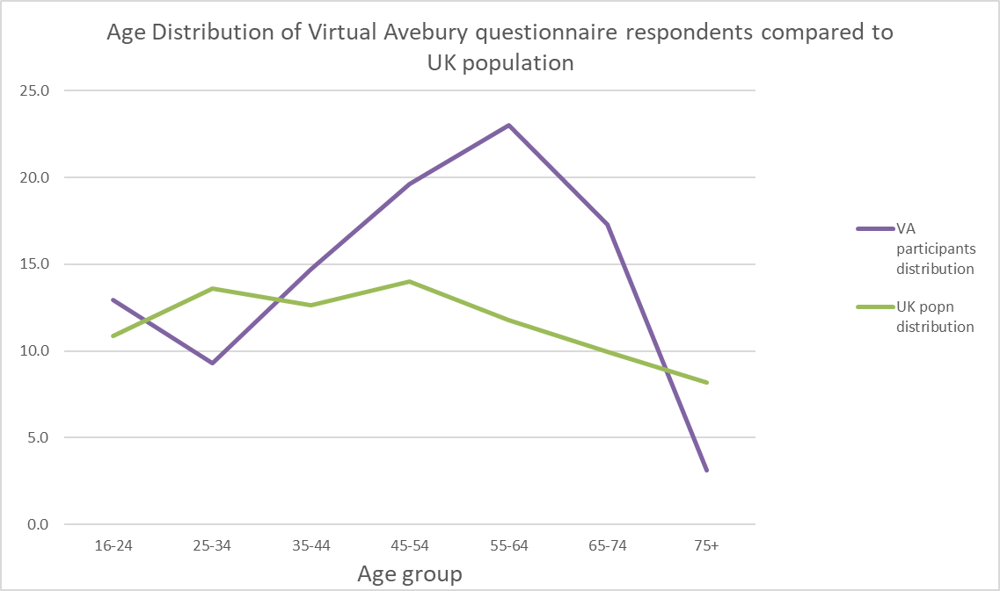 Age Distribution of Virtual Avebury questionnaire respondents compared to
UK population
25.0
20.0
15.0
10.0
5.0
0.0
16-24
25-34
35-44
45-54
55-64
65-74
75+
Age group
VA
participants
distribution
UK popn
distribution